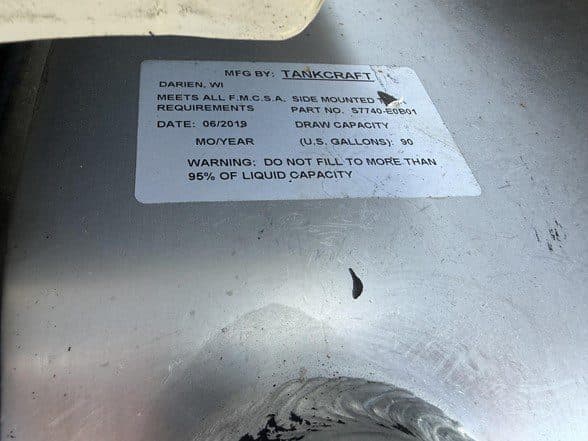 MFG BY: TANKCRAFT
DARIEN, WI
MEETS ALL F.M.C.S.A. SIDE MOUNTED
REQUIREMENTS PART NO. S7740-E0B01
DATE: 06/2019 DRAW CAPACITY
MO/YEAR (U.S. GALLONS): 90
WARNING: DO NOT FILL TO MORE THAN
95% OF LIQUID CAPACITY